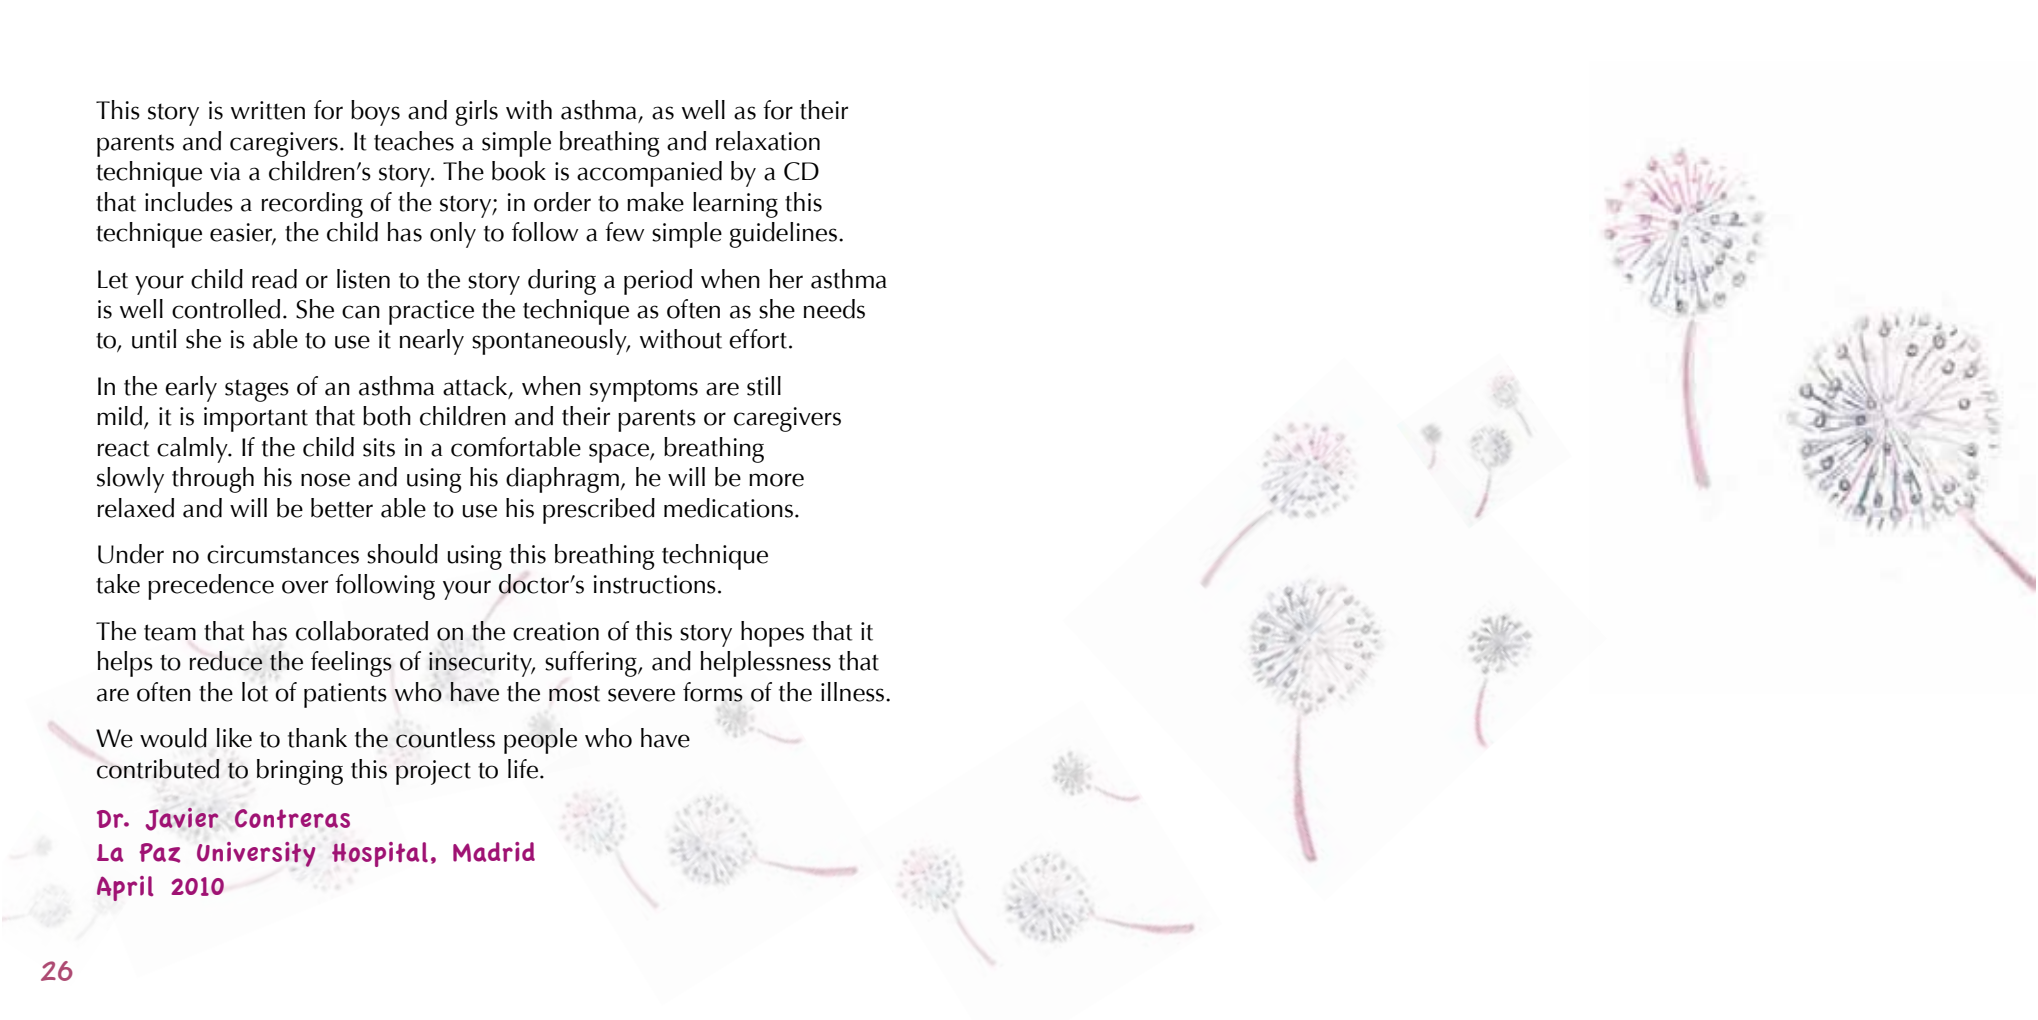 This story is written for boys and girls with asthma, as well as for their
parents and caregivers. It teaches a simple breathing and relaxation
technique via a children’s story. The book is accompanied by a CD
that includes a recording of the story; in order to make learning this
technique easier, the child has only to follow a few simple guidelines.
Let your child read or listen to the story during a period when her asthma
is well controlled. She can practice the technique as often as she needs
to, until she is able to use it nearly spontaneously, without effort.
In the early stages of an asthma attack, when symptoms are still
mild, it is important that both children and their parents or caregivers
react calmly. If the child sits in a comfortable space, breathing
slowly through his nose and using his diaphragm, he will be more
relaxed and will be better able to use his prescribed medications.
Under no circumstances should using this breathing technique
take precedence over following your doctor’s instructions.
The team that has collaborated on the creation of this story hopes that it
helps to reduce the feelings of insecurity, suffering, and helplessness that
are often the lot of patients who have the most severe forms of the illness.
We would like to thank the countless people who have
contributed to bringing this project to life.
Dr. Javier Contreras
La Paz University Hospital, Madrid
April 2010
26